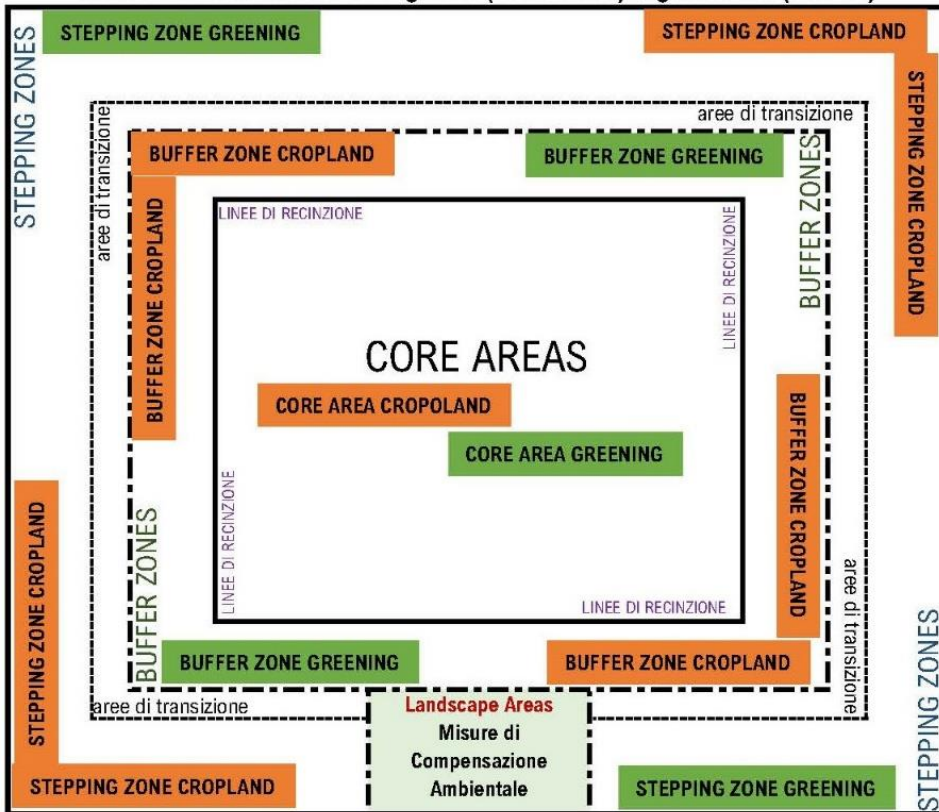 STEPPING ZONE GREENING
STEPPING ZONE CROPLAND
STEPPING ZONES
STEPPING ZONE CROPLAND
aree di transizione
aree di transizione
BUFFER ZONE CROPLAND
BUFFER ZONE GREENING
BUFFER ZONES
BUFFER ZONE CROPLAND
LINEE DI RECINZIONE
LINEE DI RECINZIONE
CORE AREAS
CORE AREA CROPOLAND
CORE AREA GREENING
BUFFER ZONE CROPLAND
LINEE DI RECINZIONE
LINEE DI RECINZIONE
STEPPING ZONE CROPLAND
BUFFER ZONES
aree di transizione
BUFFER ZONE GREENING
BUFFER ZONE CROPLAND
STEPPING ZONES
aree di transizione
Landscape Areas
Misure di
Compensazione
Ambientale
STEPPING ZONE CROPLAND
STEPPING ZONE GREENING